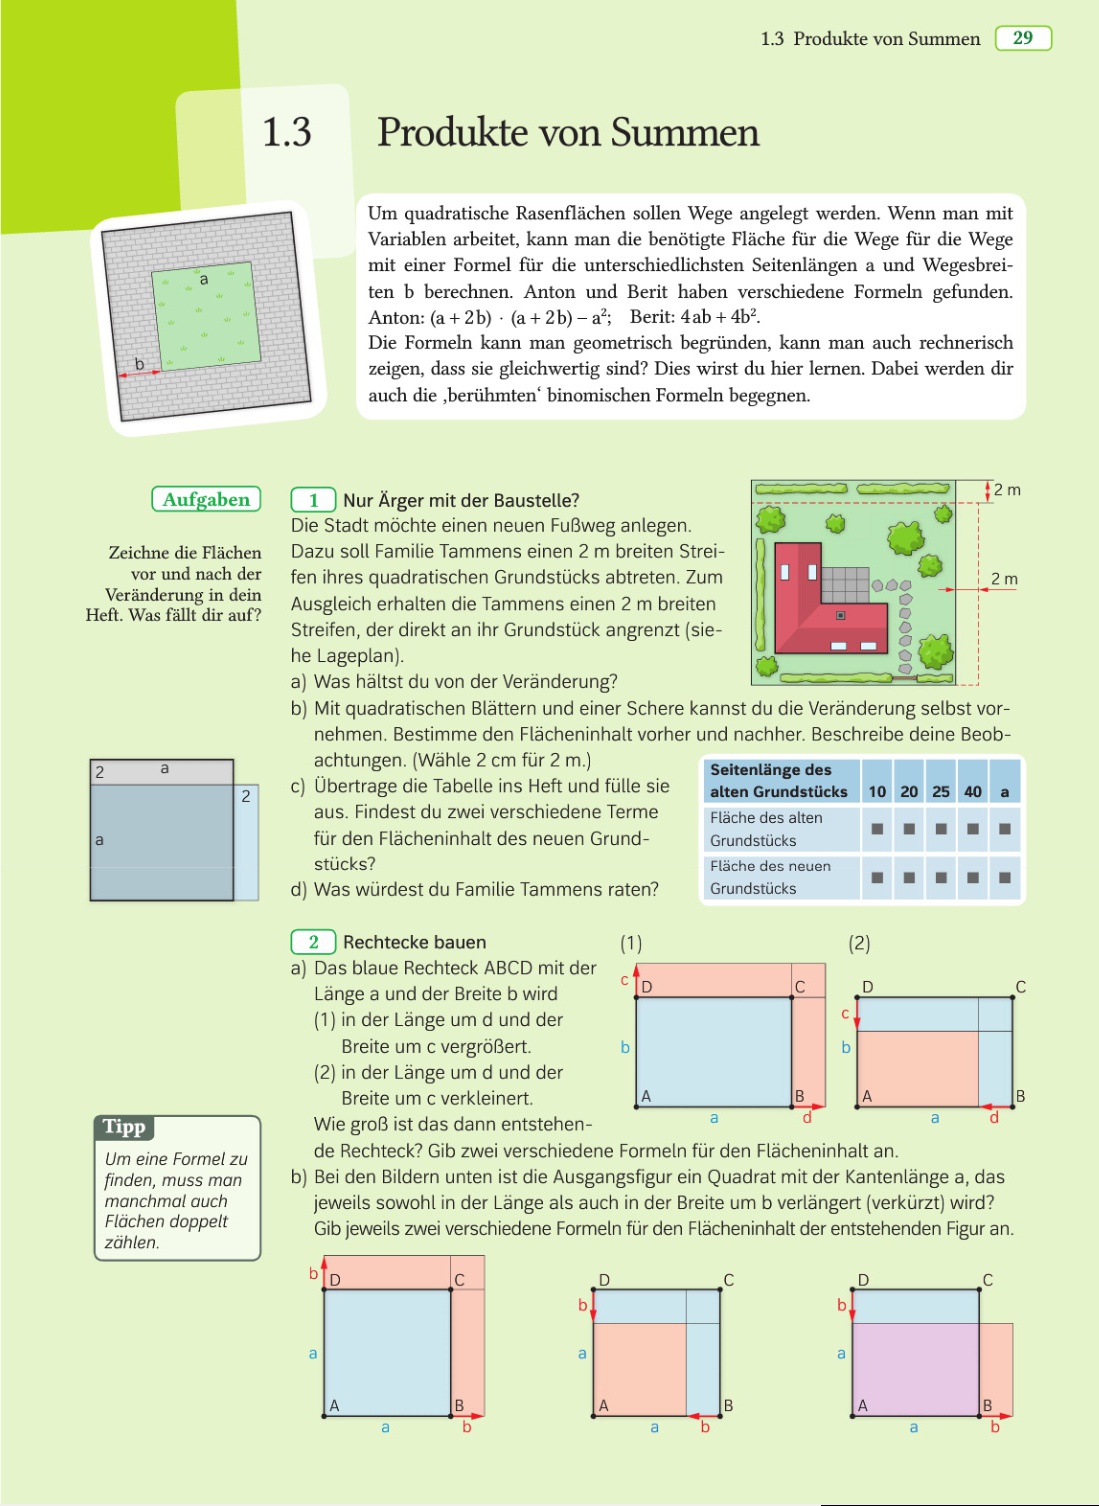 1.3 Produkte von Summen 29
1.3 Produkte von Summen
Um quadratische Rasenflächen sollen Wege angelegt werden. Wenn man mit
Variablen arbeitet, kann man die benötigte Fläche für die Wege für die Wege
mit einer Formel für die unterschiedlichsten Seitenlängen a und Wegesbrei-
ten b berechnen. Anton und Berit haben verschiedene Formeln gefunden.
Anton: (a + 2b) · (a + 2b) – a²; Berit: 4ab + 4b².
Die Formeln kann man geometrisch begründen, kann man auch rechnerisch
zeigen, dass sie gleichwertig sind? Dies wirst du hier lernen. Dabei werden dir
auch die ‚berühmten‘ binomischen Formeln begegnen.
a
b
Aufgaben
Zeichne die Flächen
vor und nach der
Veränderung in dein
Heft. Was fällt dir auf?
1 Nur Ärger mit der Baustelle?
Die Stadt möchte einen neuen Fußweg anlegen.
Dazu soll Familie Tammens einen 2 m breiten Strei-
fen ihres quadratischen Grundstücks abtreten. Zum
Ausgleich erhalten die Tammens einen 2 m breiten
Streifen, der direkt an ihr Grundstück angrenzt (sie-
he Lageplan).
2 m
2 m
a) Was hältst du von der Veränderung?
b) Mit quadratischen Blättern und einer Schere kannst du die Veränderung selbst vor-
nehmen. Bestimme den Flächeninhalt vorher und nachher. Beschreibe deine Beob-
achtungen. (Wähle 2 cm für 2 m.)
c) Übertrage die Tabelle ins Heft und fülle sie
aus. Findest du zwei verschiedene Terme
für den Flächeninhalt des neuen Grund-
stücks?
d) Was würdest du Familie Tammens raten?
2 a
2
a
Seitenlänge des
alten Grundstücks 10 20 25 40 a
Fläche des alten
Grundstücks ■ ■ ■ ■ ■
Fläche des neuen
Grundstücks ■ ■ ■ ■ ■
2 Rechtecke bauen
a) Das blaue Rechteck ABCD mit der
Länge a und der Breite b wird
(1) in der Länge um d und der
Breite um c vergrößert.
(2) in der Länge um d und der
Breite um c verkleinert.
Wie groß ist das dann entstehen-
de Rechteck? Gib zwei verschiedene Formeln für den Flächeninhalt an.
(1)
c D C
b
A B
a d
(2)
D C
c
b
A B
a d
Tipp
Um eine Formel zu
finden, muss man
manchmal auch
Flächen doppelt
zählen.
b) Bei den Bildern unten ist die Ausgangsfigur ein Quadrat mit der Kantenlänge a, das
jeweils sowohl in der Länge als auch in der Breite um b verlängert (verkürzt) wird?
Gib jeweils zwei verschiedene Formeln für den Flächeninhalt der entstehenden Figur an.
b D C
a
A B
a b
D C
b
a
A B
a b
D C
b
a
A B
a b